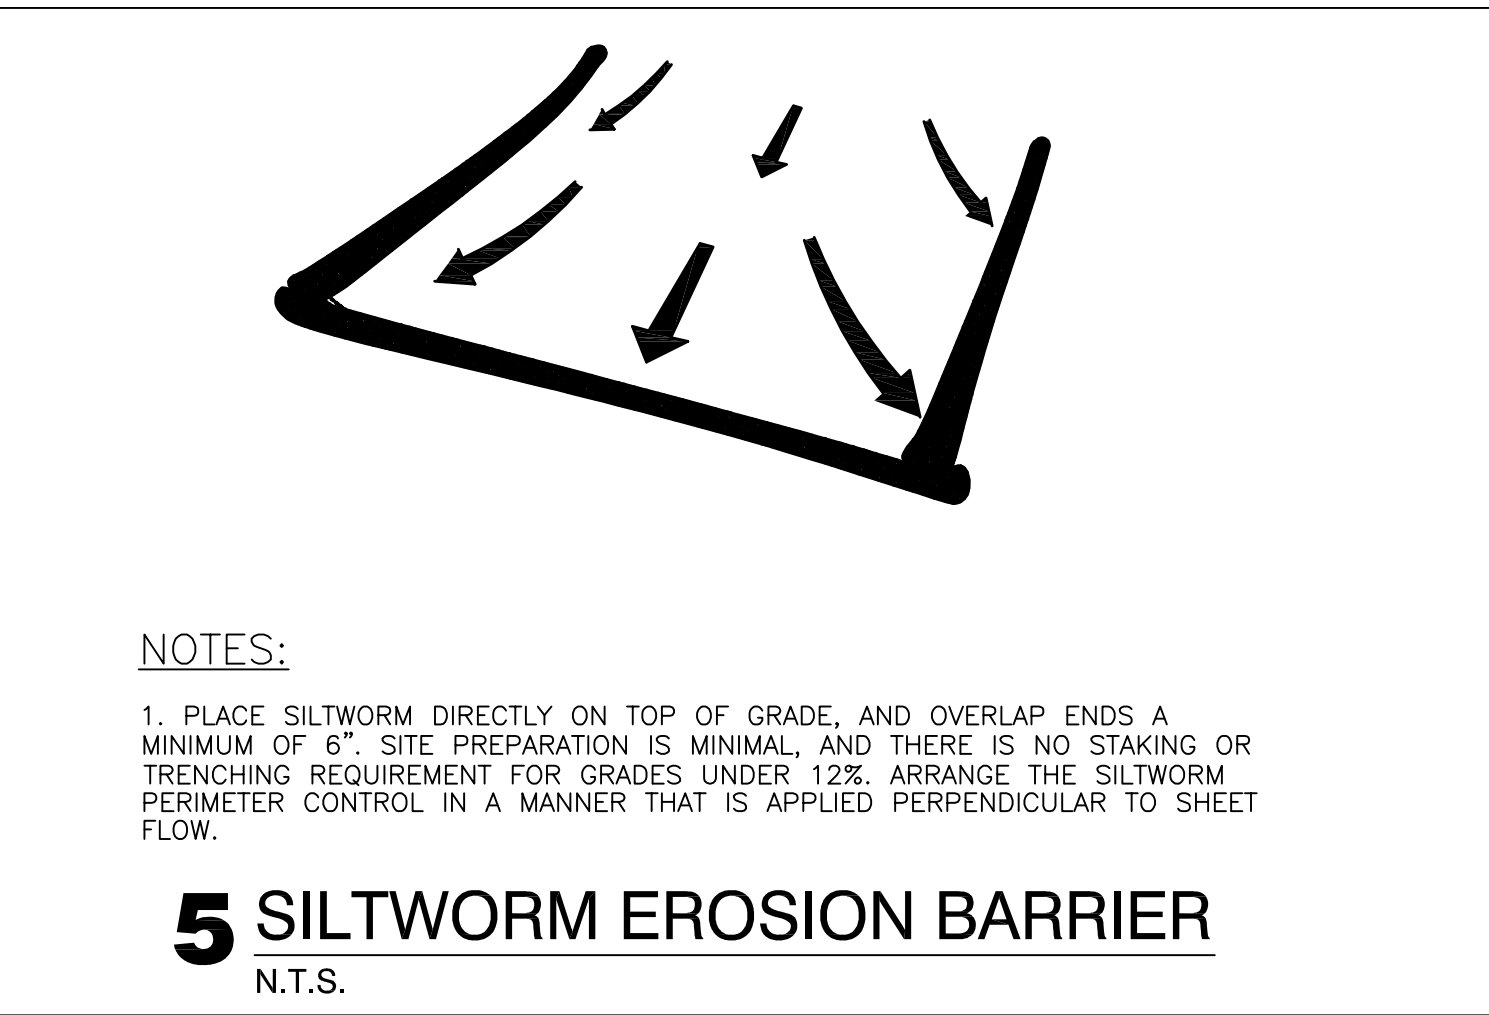 NOTES:
1. PLACE SILTWORM DIRECTLY ON TOP OF GRADE, AND OVERLAP ENDS A
MINIMUM OF 6”. SITE PREPARATION IS MINIMAL, AND THERE IS NO STAKING OR
TRENCHING REQUIREMENT FOR GRADES UNDER 12%. ARRANGE THE SILTWORM
PERIMETER CONTROL IN A MANNER THAT IS APPLIED PERPENDICULAR TO SHEET
FLOW.
5 SILTWORM EROSION BARRIER
N.T.S.